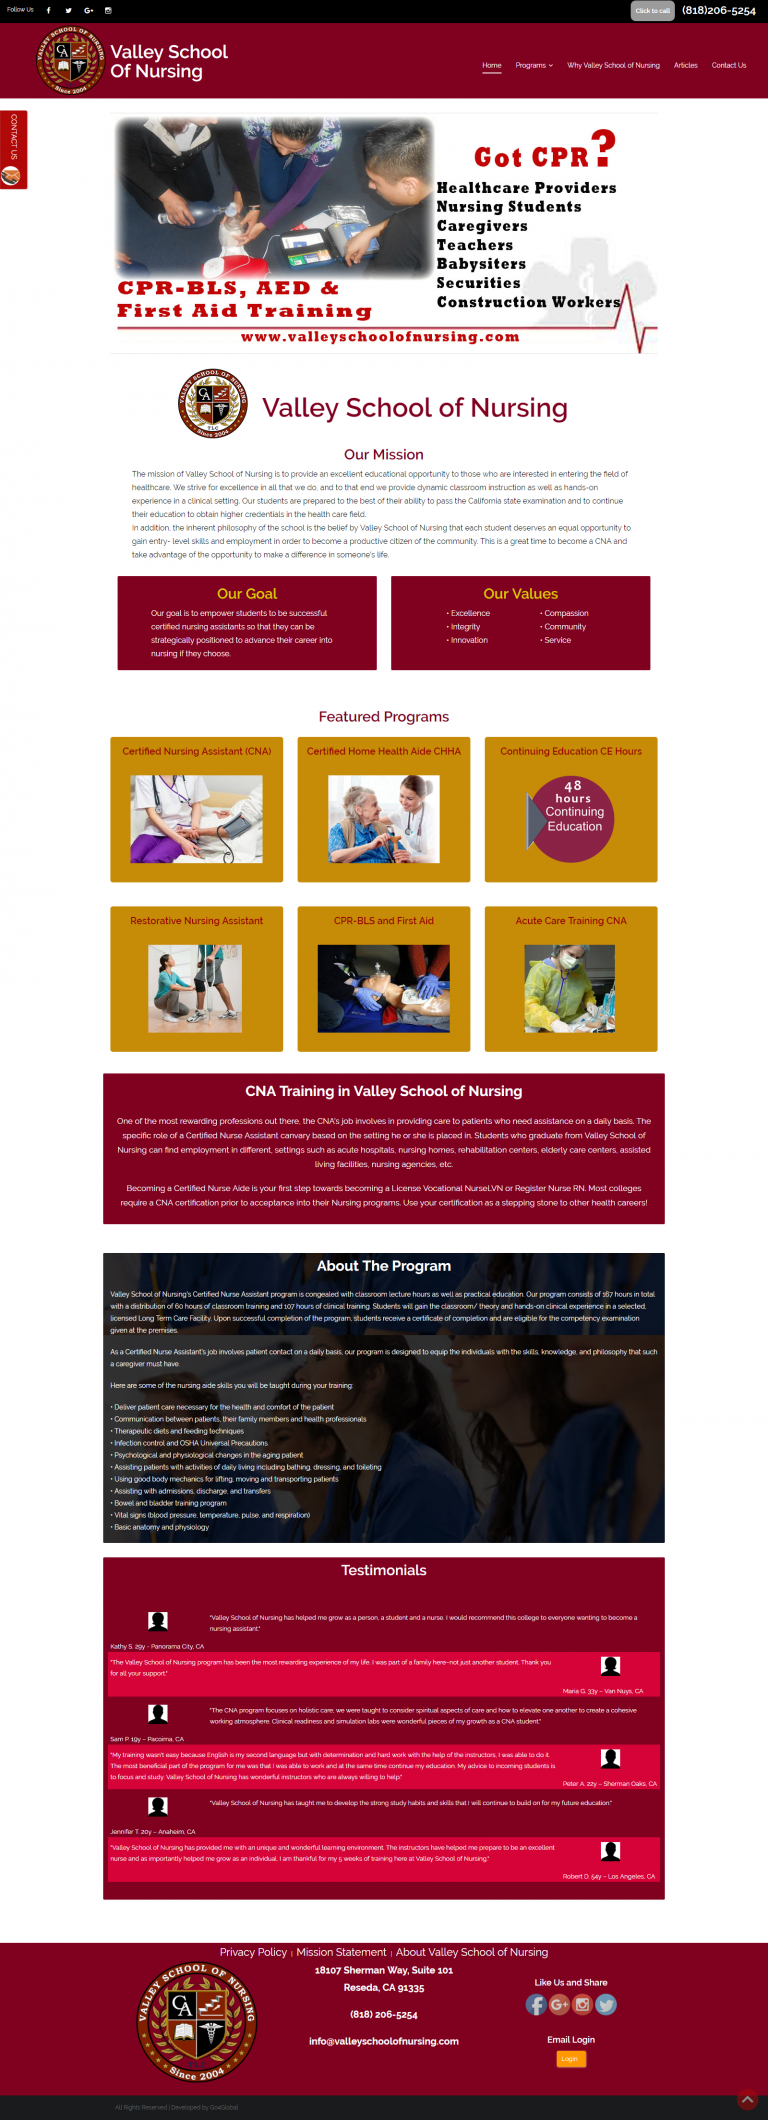 Follow Us
Click to call
(818)206-5254
VALLEY SCHOOL OF NURSING
CA
Since 2004
Valley School
Of Nursing
Home
Programs
Why Valley School of Nursing
Articles
Contact Us
CONTACT US
Got CPR?
Healthcare Providers
Nursing Students
Caregivers
Teachers
Babysiters
Securities
Construction Workers
CPR-BLS, AED &
First Aid Training
www.valleyschoolofnursing.com
VALLEY SCHOOL OF NURSING
CA
TLC
Since 2004
Valley School of Nursing
Our Mission
The mission of Valley School of Nursing is to provide an excellent educational opportunity to those who are interested in entering the field of
healthcare. We strive for excellence in all that we do, and to that end we provide dynamic classroom instruction as well as hands-on
experience in a clinical setting. Our students are prepared to the best of their ability to pass the California state examination and to continue
their education to obtain higher credentials in the health care field.
In addition, the inherent philosophy of the school is the belief by Valley School of Nursing that each student deserves an equal opportunity to
gain entry- level skills and employment in order to become a productive citizen of the community. This is a great time to become a CNA and
take advantage of the opportunity to make a difference in someone's life.
Our Goal
Our goal is to empower students to be successful
certified nursing assistants so that they can be
strategically positioned to advance their career into
nursing if they choose.
Our Values
• Excellence
• Integrity
• Innovation
• Compassion
• Community
• Service
Featured Programs
Certified Nursing Assistant (CNA)
Certified Home Health Aide CHHA
Continuing Education CE Hours
48
hours
Continuing
Education
Restorative Nursing Assistant
CPR-BLS and First Aid
Acute Care Training CNA
CNA Training in Valley School of Nursing
One of the most rewarding professions out there, the CNA's job involves in providing care to patients who need assistance on a daily basis. The
specific role of a Certified Nurse Assistant canvary based on the setting he or she is placed in. Students who graduate from Valley School of
Nursing can find employment in different, settings such as acute hospitals, nursing homes, rehabilitation centers, elderly care centers, assisted
living facilities, nursing agencies, etc.
Becoming a Certified Nurse Aide is your first step towards becoming a License Vocational NurseLVN or Register Nurse RN. Most colleges
require a CNA certification prior to acceptance into their Nursing programs. Use your certification as a stepping stone to other health careers!
About The Program
Valley School of Nursing's Certified Nurse Assistant program is congealed with classroom lecture hours as well as practical education. Our program consists of 167 hours in total
with a distribution of 60 hours of classroom training and 107 hours of clinical training. Students will gain the classroom/ theory and hands-on clinical experience in a selected,
licensed Long Term Care Facility. Upon successful completion of the program, students receive a certificate of completion and are eligible for the competency examination
given at the premises.
As a Certified Nurse Assistant's job involves patient contact on a daily basis, our program is designed to equip the individuals with the skills, knowledge, and philosophy that such
a caregiver must have.
Here are some of the nursing aide skills you will be taught during your training:
• Deliver patient care necessary for the health and comfort of the patient
• Communication between patients, their family members and health professionals
• Therapeutic diets and feeding techniques
• Infection control and OSHA Universal Precautions
• Psychological and physiological changes in the aging patient
• Assisting patients with activities of daily living including bathing, dressing, and toileting
• Using good body mechanics for lifting, moving and transporting patients
• Assisting with admissions, discharge, and transfers
• Bowel and bladder training program
• Vital signs (blood pressure, temperature, pulse, and respiration)
• Basic anatomy and physiology
Testimonials
"Valley School of Nursing has helped me grow as a person, a student and a nurse. I would recommend this college to everyone wanting to become a
nursing assistant."
Kathy S. 29y - Panorama City, CA
"The Valley School of Nursing program has been the most rewarding experience of my life. I was part of a family here–not just another student. Thank you
for all your support."
Maria G. 33y – Van Nuys, CA
"The CNA program focuses on holistic care; we were taught to consider spiritual aspects of care and how to elevate one another to create a cohesive
working atmosphere. Clinical readiness and simulation labs were wonderful pieces of my growth as a CNA student."
Sam P. 19y – Pacoima, CA
"My training wasn't easy because English is my second language but with determination and hard work with the help of the instructors, I was able to do it.
The most beneficial part of the program for me was that I was able to work and at the same time continue my education. My advice to incoming students is
to focus and study. Valley School of Nursing has wonderful instructors who are always willing to help."
Peter A. 22y – Sherman Oaks, CA
"Valley School of Nursing has taught me to develop the strong study habits and skills that I will continue to build on for my future education."
Jennifer T. 20y – Anaheim, CA
"Valley School of Nursing has provided me with an unique and wonderful learning environment. The instructors have helped me prepare to be an excellent
nurse and as importantly helped me grow as an individual. I am thankful for my 5 weeks of training here at Valley School of Nursing."
Robert D. 54y – Los Angeles, CA
Privacy Policy | Mission Statement | About Valley School of Nursing
VALLEY SCHOOL OF NURSING
CA
TLC
Since 2004
18107 Sherman Way, Suite 101
Reseda, CA 91335
(818) 206-5254
info@valleyschoolofnursing.com
Like Us and Share
Email Login
Login
All Rights Reserved | Developed by Go4Global